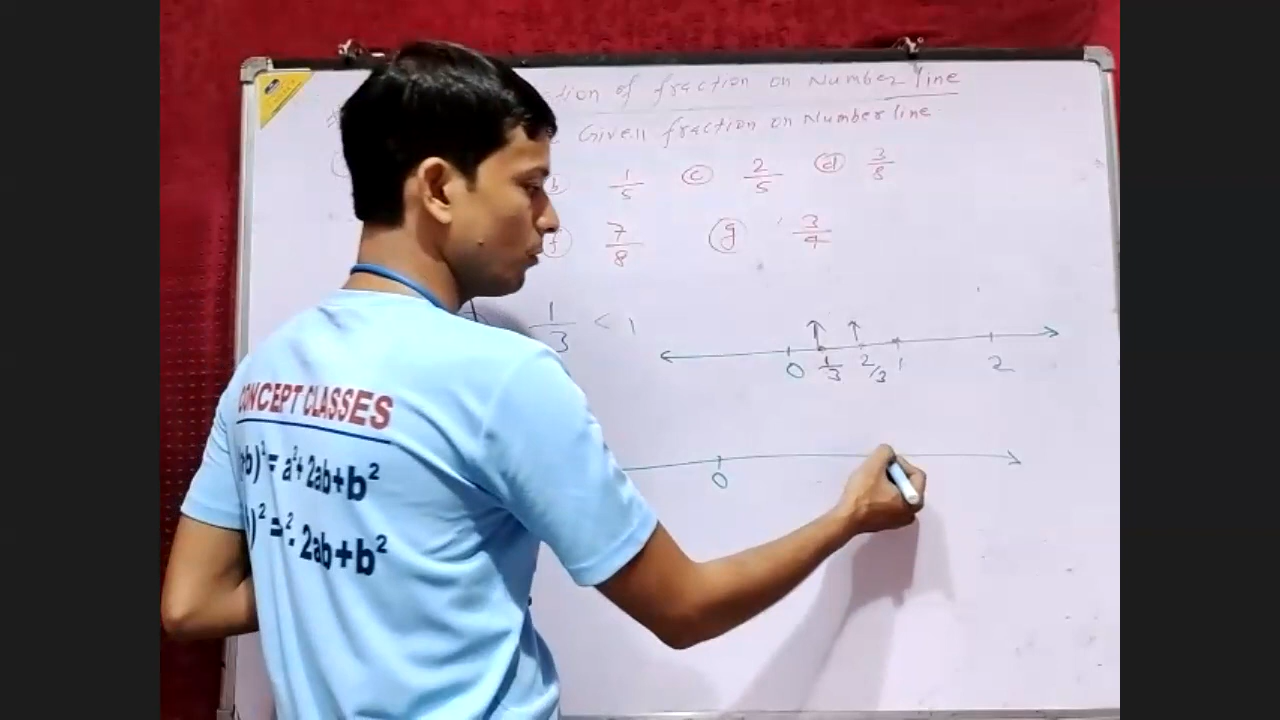 tion of fraction on Number line
Given fraction on Number line
b 1/5 c 2/5 d 3/8
f 7/8 g 3/4
1/3 < 1
0 1/3 2/3 1 2
0
CONCEPT CLASSES
b)² = a²+ 2ab+b²
)² = ². 2ab+b²